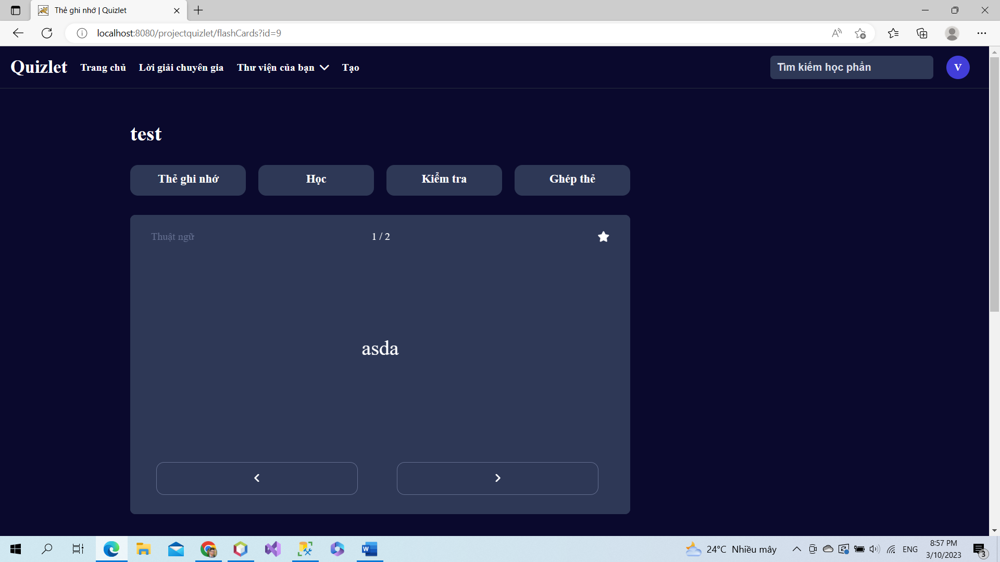 Thẻ ghi nhớ | Quizlet
localhost:8080/projectquizlet/flashCards?id=9
Quizlet Trang chủ Lời giải chuyên gia Thư viện của bạn Tạo Tìm kiếm học phần V
test
Thẻ ghi nhớ Học Kiểm tra Ghép thẻ
Thuật ngữ 1 / 2
asda
24°C Nhiều mây ENG 8:57 PM
3/10/2023 3